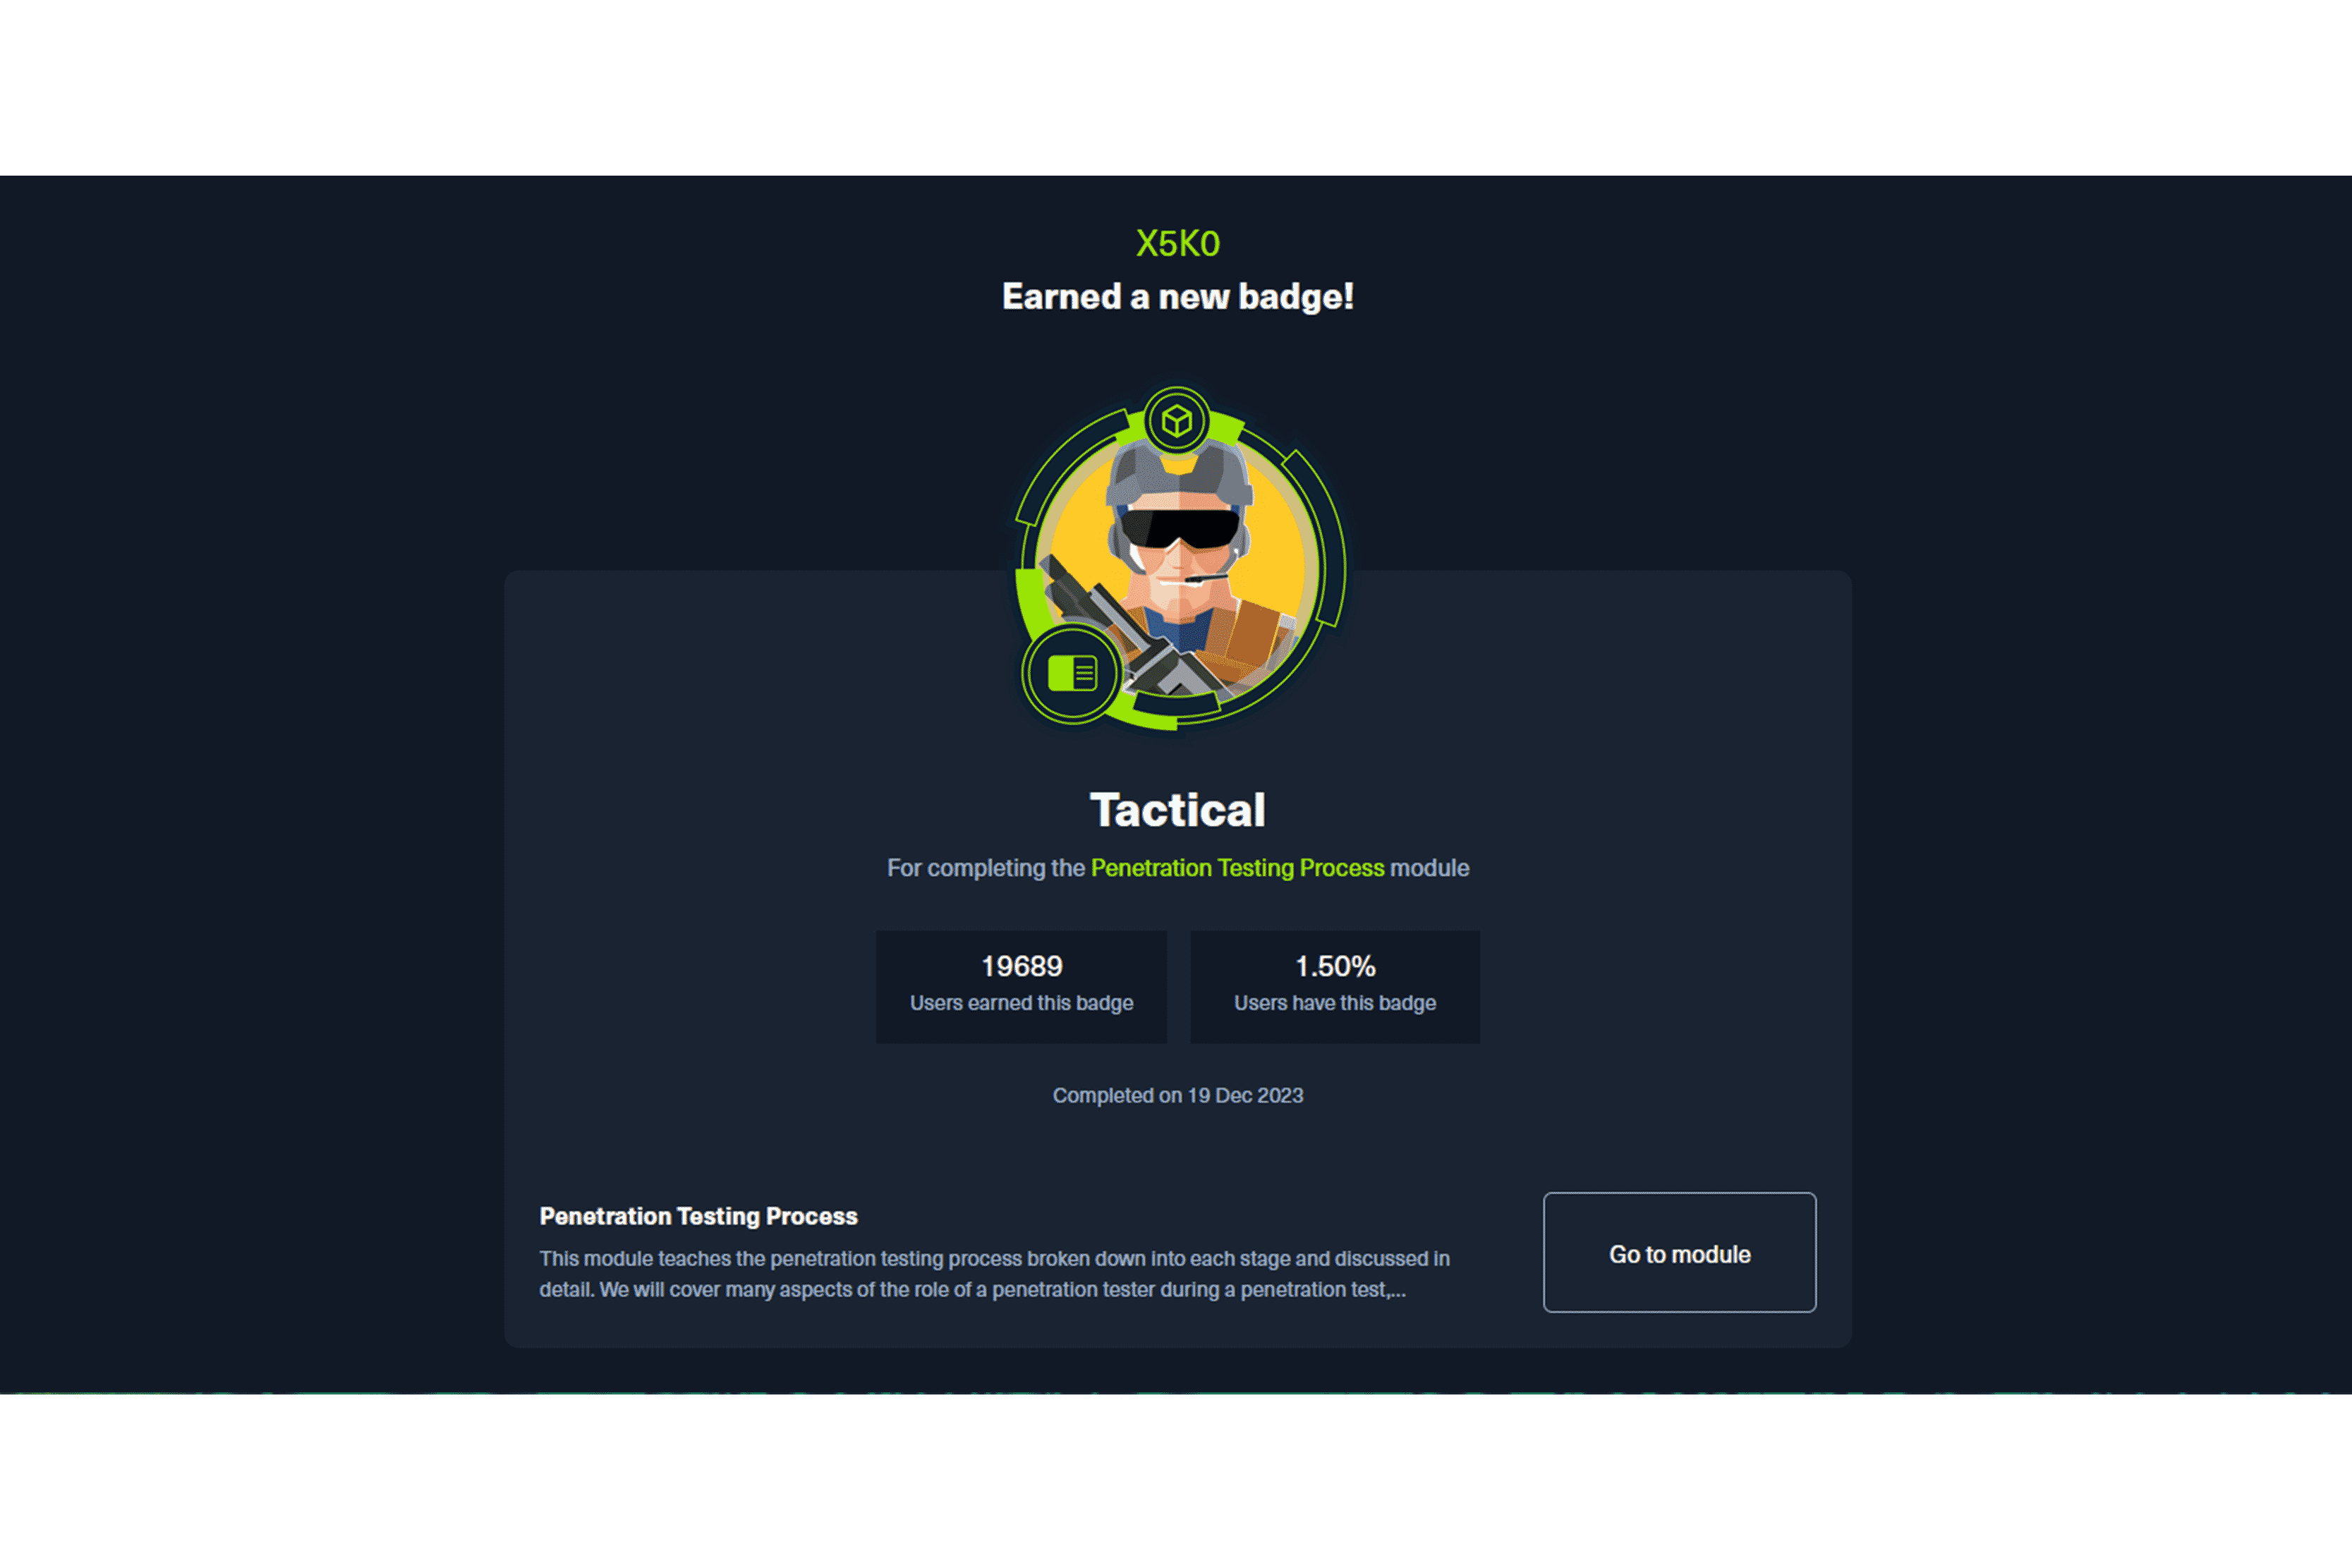 X5K0
Earned a new badge!
Tactical
For completing the Penetration Testing Process module
19689
Users earned this badge
1.50%
Users have this badge
Completed on 19 Dec 2023
Penetration Testing Process
This module teaches the penetration testing process broken down into each stage and discussed in
detail. We will cover many aspects of the role of a penetration tester during a penetration test,...
Go to module